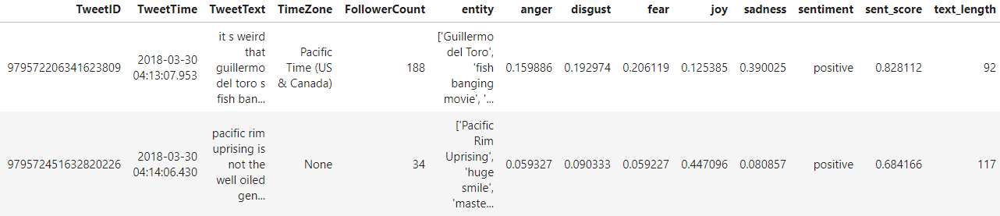 TweetID TweetTime TweetText TimeZone FollowerCount entity anger disgust fear joy sadness sentiment sent_score text_length
979572206341623809
2018-03-30
04:13:07.953
it s weird
that
guillermo
del toro s
fish ban...
Pacific
Time (US
& Canada)
188
['Guillermo
del Toro',
'fish
banging
movie', '...
0.159886 0.192974 0.206119 0.125385 0.390025 positive 0.828112 92
979572451632820226
2018-03-30
04:14:06.430
pacific rim
uprising is
not the
well oiled
gen...
None
34
['Pacific
Rim
Uprising',
'huge
smile',
'maste...
0.059327 0.090333 0.059227 0.447096 0.080857 positive 0.684166 117